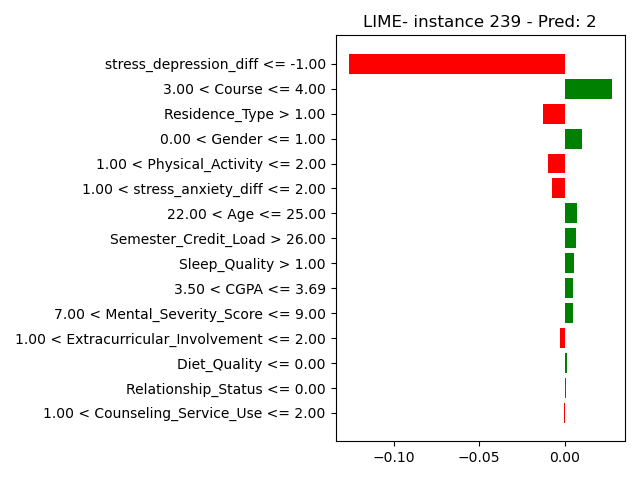 LIME- instance 239 - Pred: 2
stress_depression_diff <= -1.00
3.00 < Course <= 4.00
Residence_Type > 1.00
0.00 < Gender <= 1.00
1.00 < Physical_Activity <= 2.00
1.00 < stress_anxiety_diff <= 2.00
22.00 < Age <= 25.00
Semester_Credit_Load > 26.00
Sleep_Quality > 1.00
3.50 < CGPA <= 3.69
7.00 < Mental_Severity_Score <= 9.00
1.00 < Extracurricular_Involvement <= 2.00
Diet_Quality <= 0.00
Relationship_Status <= 0.00
1.00 < Counseling_Service_Use <= 2.00
−0.10 −0.05 0.00